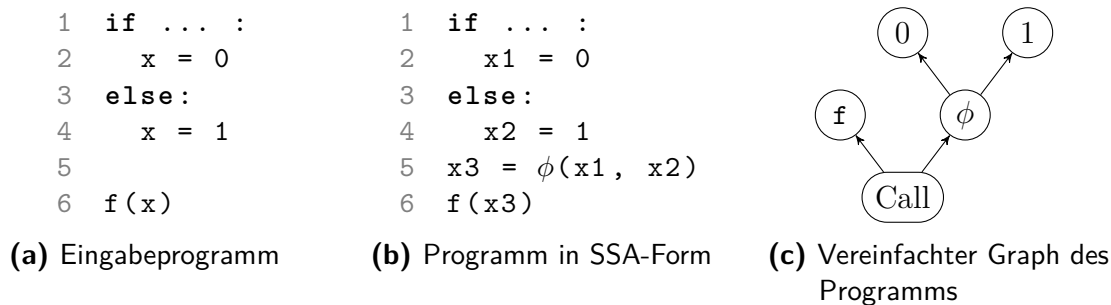 1 if ... :
2 x = 0
3 else:
4 x = 1
5
6 f(x)
(a) Eingabeprogramm
1 if ... :
2 x1 = 0
3 else:
4 x2 = 1
5 x3 = ϕ(x1, x2)
6 f(x3)
(b) Programm in SSA-Form
0 1
f ϕ
Call
(c) Vereinfachter Graph des
Programms